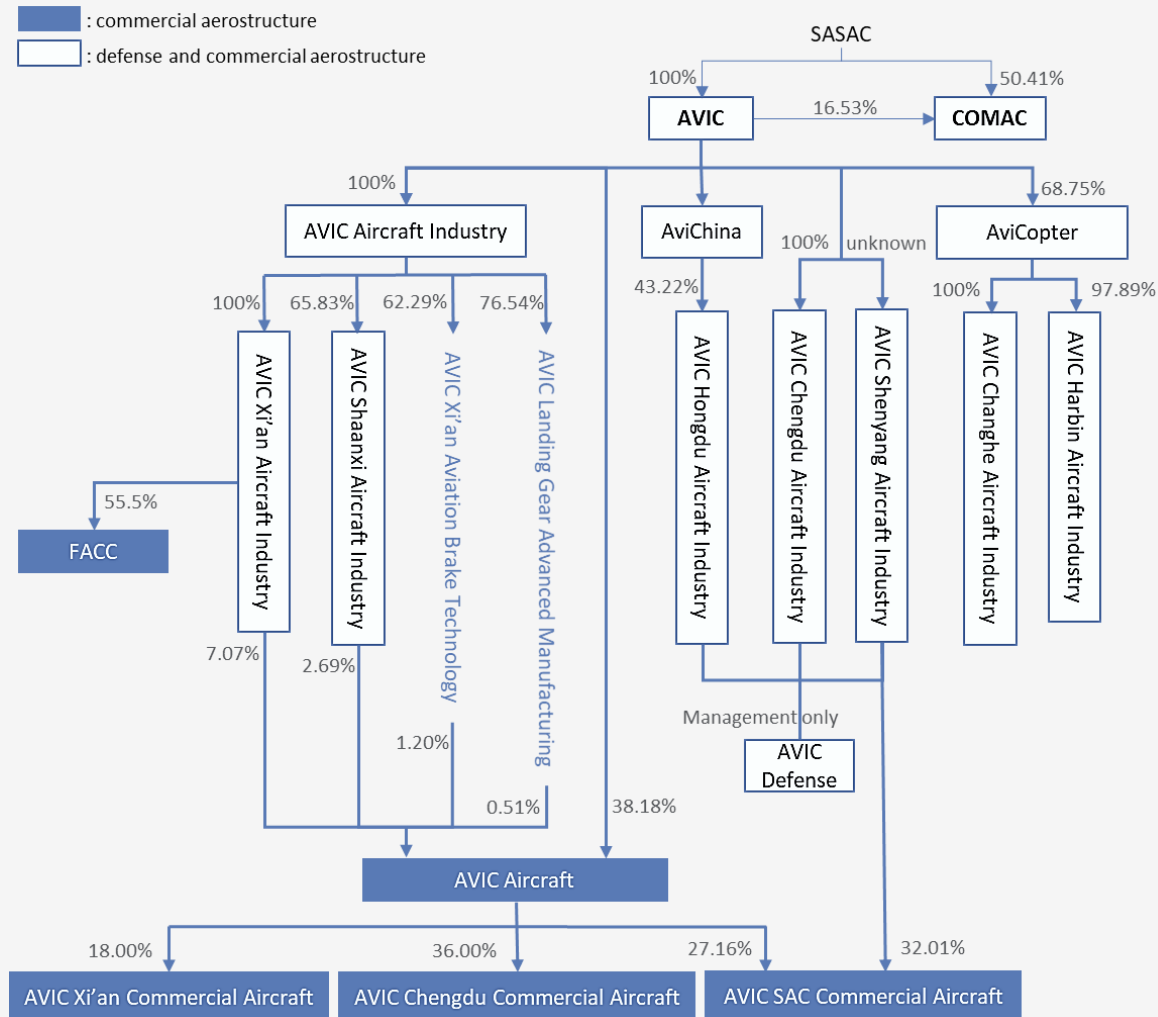 : commercial aerostructure
: defense and commercial aerostructure
SASAC
100%
50.41%
AVIC
16.53%
COMAC
100%
68.75%
AVIC Aircraft Industry
AviChina
AviCopter
100%
unknown
100%
65.83%
62.29%
76.54%
43.22%
100%
97.89%
AVIC Xi'an Aircraft Industry
AVIC Shaanxi Aircraft Industry
AVIC Xi'an Aviation Brake Technology
AVIC Landing Gear Advanced Manufacturing
AVIC Hongdu Aircraft Industry
AVIC Chengdu Aircraft Industry
AVIC Shenyang Aircraft Industry
AVIC Changhe Aircraft Industry
AVIC Harbin Aircraft Industry
55.5%
FACC
7.07%
2.69%
1.20%
0.51%
38.18%
Management only
AVIC
Defense
AVIC Aircraft
18.00%
36.00%
27.16%
32.01%
AVIC Xi'an Commercial Aircraft
AVIC Chengdu Commercial Aircraft
AVIC SAC Commercial Aircraft